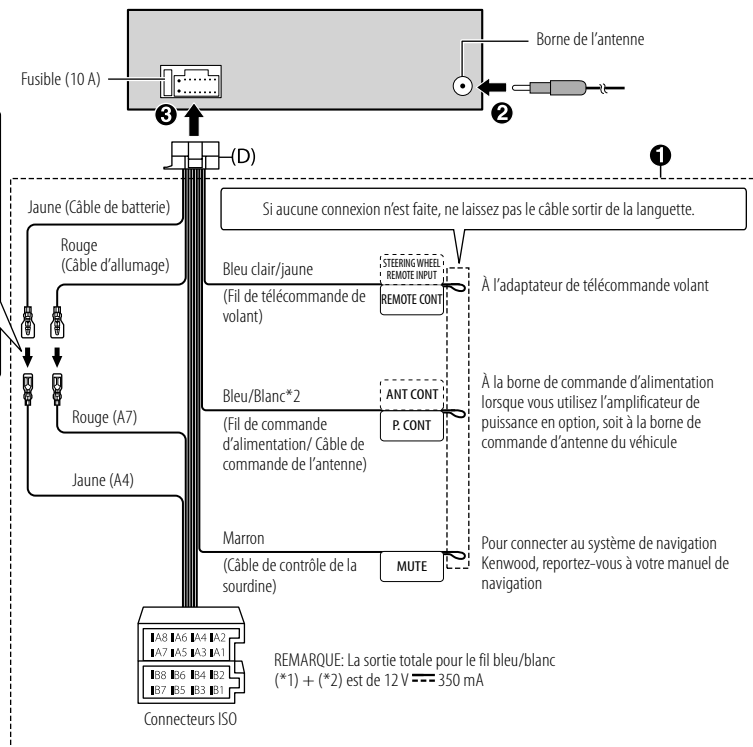 Borne de l’antenne
Fusible (10 A)
❸
❷
(D)
❶
Jaune (Câble de batterie)
Si aucune connexion n’est faite, ne laissez pas le câble sortir de la languette.
Rouge
(Câble d’allumage)
Bleu clair/jaune
(Fil de télécommande de
volant)
STEERING WHEEL
REMOTE INPUT
REMOTE CONT
À l’adaptateur de télécommande volant
Bleu/Blanc*2
(Fil de commande
d’alimentation/ Câble de
commande de l’antenne)
ANT CONT
P. CONT
À la borne de commande d’alimentation
lorsque vous utilisez l’amplificateur de
puissance en option, soit à la borne de
commande d’antenne du véhicule
Rouge (A7)
Jaune (A4)
Marron
(Câble de contrôle de la
sourdine)
MUTE
Pour connecter au système de navigation
Kenwood, reportez-vous à votre manuel de
navigation
A8 A6 A4 A2
A7 A5 A3 A1
B8 B6 B4 B2
B7 B5 B3 B1
Connecteurs ISO
REMARQUE: La sortie totale pour le fil bleu/blanc
(*1) + (*2) est de 12 V ⎓ 350 mA